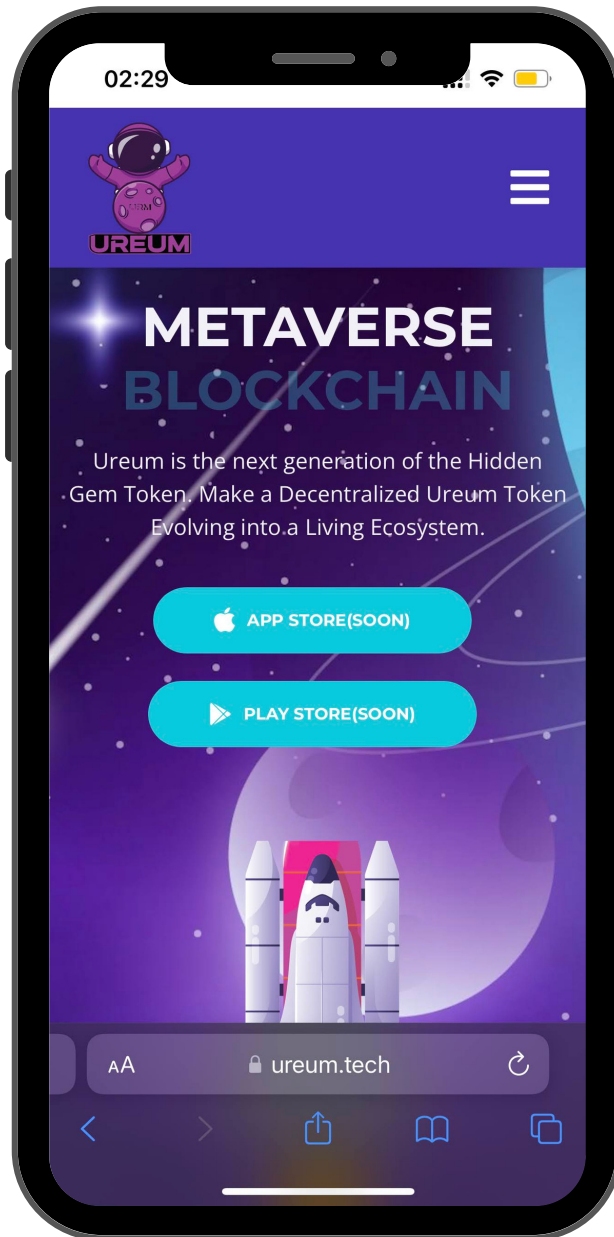 02:29
UREUM
METAVERSE
BLOCKCHAIN
Ureum is the next generation of the Hidden
Gem Token. Make a Decentralized Ureum Token
Evolving into a Living Ecosystem.
APP STORE(SOON)
PLAY STORE(SOON)
AA
ureum.tech